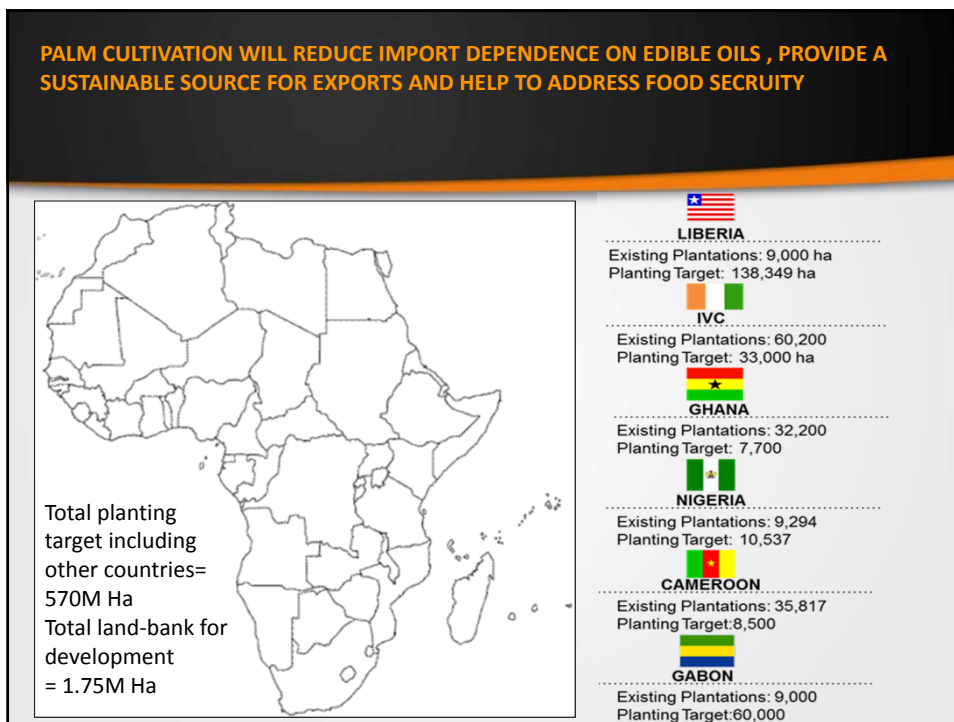 PALM CULTIVATION WILL REDUCE IMPORT DEPENDENCE ON EDIBLE OILS , PROVIDE A
SUSTAINABLE SOURCE FOR EXPORTS AND HELP TO ADDRESS FOOD SECRUITY
Total planting
target including
other countries=
570M Ha
Total land-bank for
development
= 1.75M Ha
LIBERIA
Existing Plantations: 9,000 ha
Planting Target: 138,349 ha
IVC
Existing Plantations: 60,200
Planting Target: 33,000 ha
GHANA
Existing Plantations: 32,200
Planting Target: 7,700
NIGERIA
Existing Plantations: 9,294
Planting Target: 10,537
CAMEROON
Existing Plantations: 35,817
Planting Target:8,500
GABON
Existing Plantations: 9,000
Planting Target:60,000